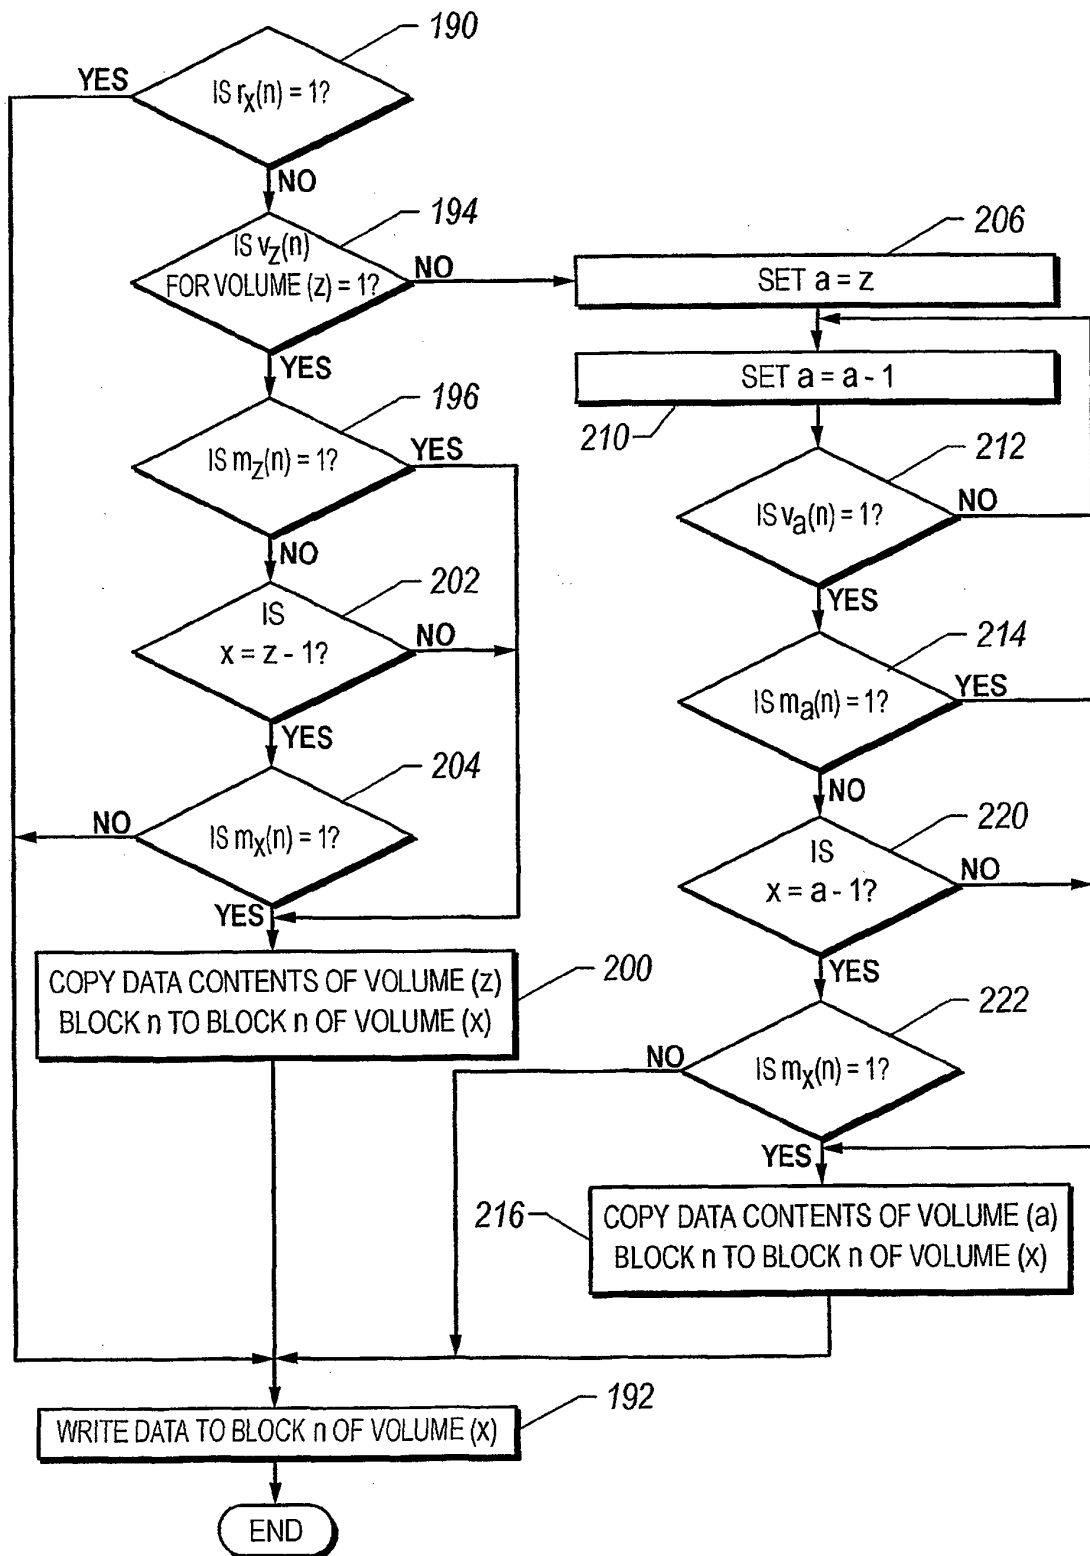 190
YES
IS rx(n) = 1?
NO
194
IS vz(n)
FOR VOLUME (z) = 1?
NO
206
SET a = z
YES
SET a = a - 1
210
196
IS mz(n) = 1?
YES
212
IS va(n) = 1?
NO
NO
202
IS
x = z - 1?
NO
YES
214
IS ma(n) = 1?
YES
YES
204
NO
IS mx(n) = 1?
NO
220
IS
x = a - 1?
NO
YES
200
COPY DATA CONTENTS OF VOLUME (z)
BLOCK n TO BLOCK n OF VOLUME (x)
YES
222
NO
IS mx(n) = 1?
YES
216
COPY DATA CONTENTS OF VOLUME (a)
BLOCK n TO BLOCK n OF VOLUME (x)
192
WRITE DATA TO BLOCK n OF VOLUME (x)
END